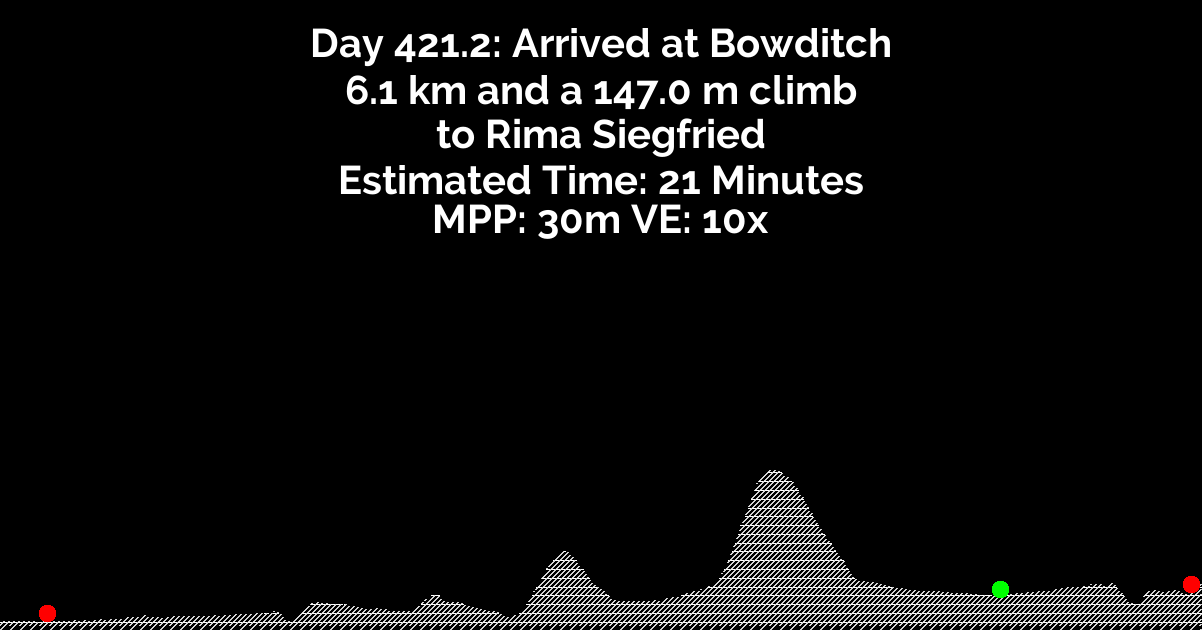 Day 421.2: Arrived at Bowditch
6.1 km and a 147.0 m climb
to Rima Siegfried
Estimated Time: 21 Minutes
MPP: 30m VE: 10x